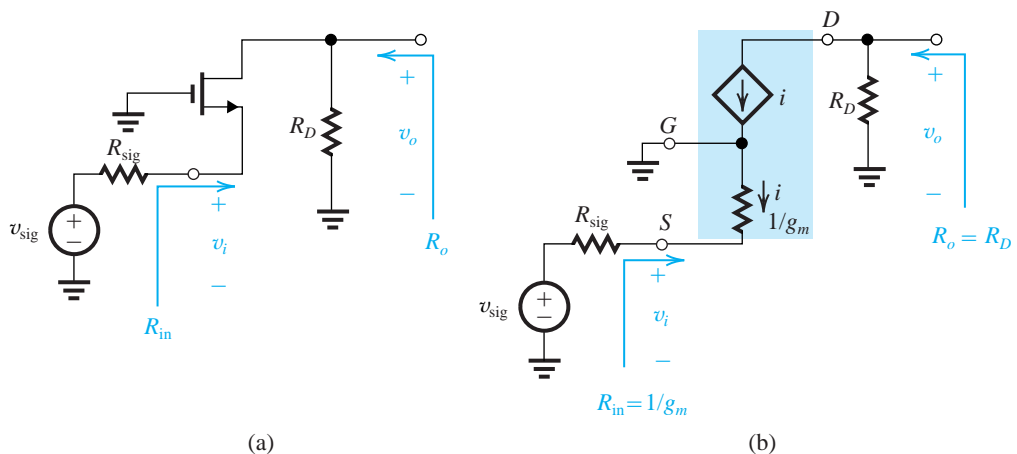 R_sig
v_sig
+
−
+
v_i
−
R_in
R_D
+
v_o
−
R_o
(a)
D
i
G
i
1/g_m
R_D
+
v_o
−
R_o = R_D
R_sig
S
v_sig
+
−
+
v_i
−
R_in = 1/g_m
(b)